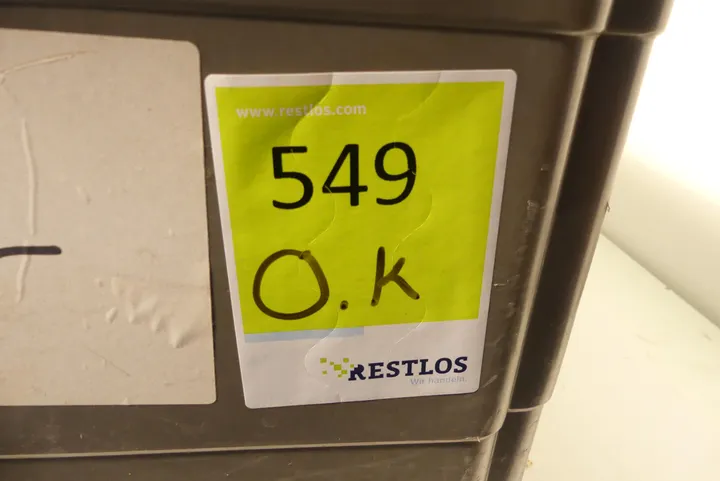 www.restlos.com
549
O.K
RESTLOS
Wir handeln.